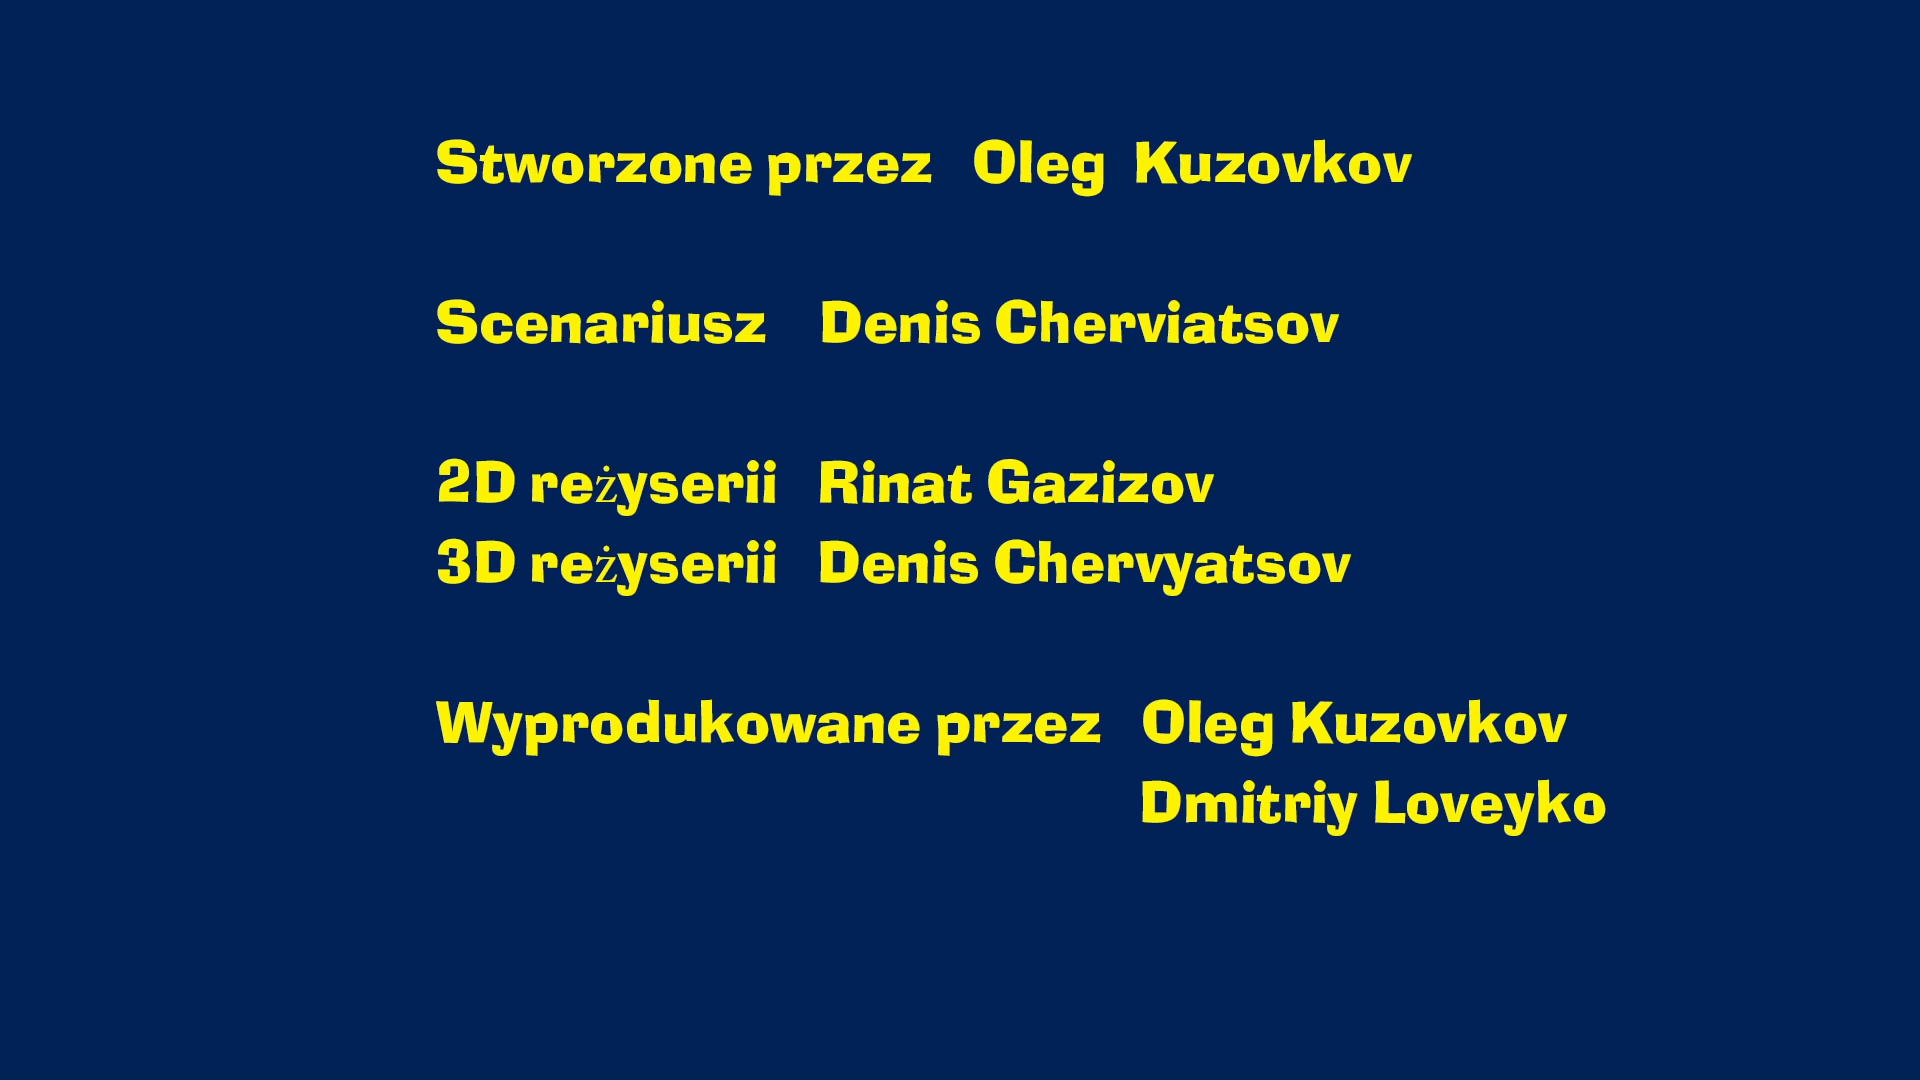 Stworzone przez Oleg Kuzovkov
Scenariusz Denis Cherviatsov
2D reżyserii Rinat Gazizov
3D reżyserii Denis Chervyatsov
Wyprodukowane przez Oleg Kuzovkov
Dmitriy Loveyko